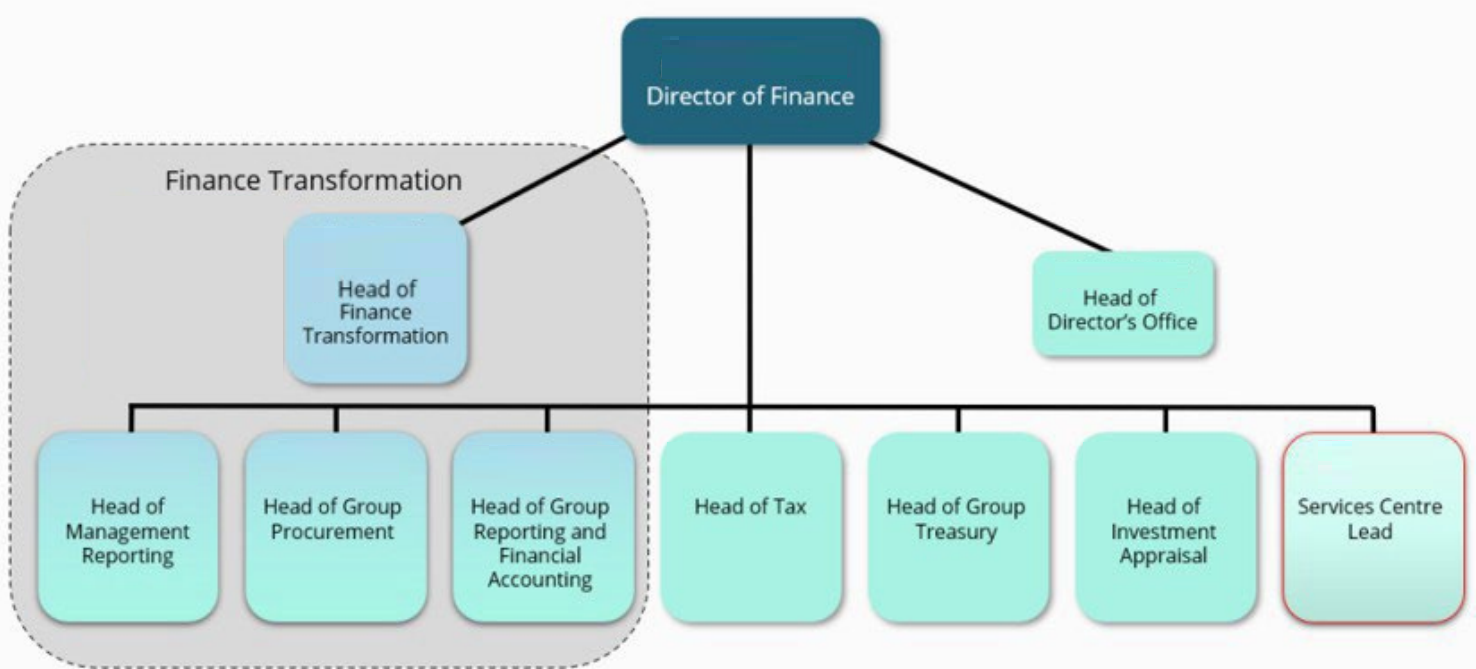 Director of Finance
Finance Transformation
Head of
Finance
Transformation
Head of
Director’s Office
Head of
Management
Reporting
Head of Group
Procurement
Head of Group
Reporting and
Financial
Accounting
Head of Tax
Head of Group
Treasury
Head of
Investment
Appraisal
Services Centre
Lead